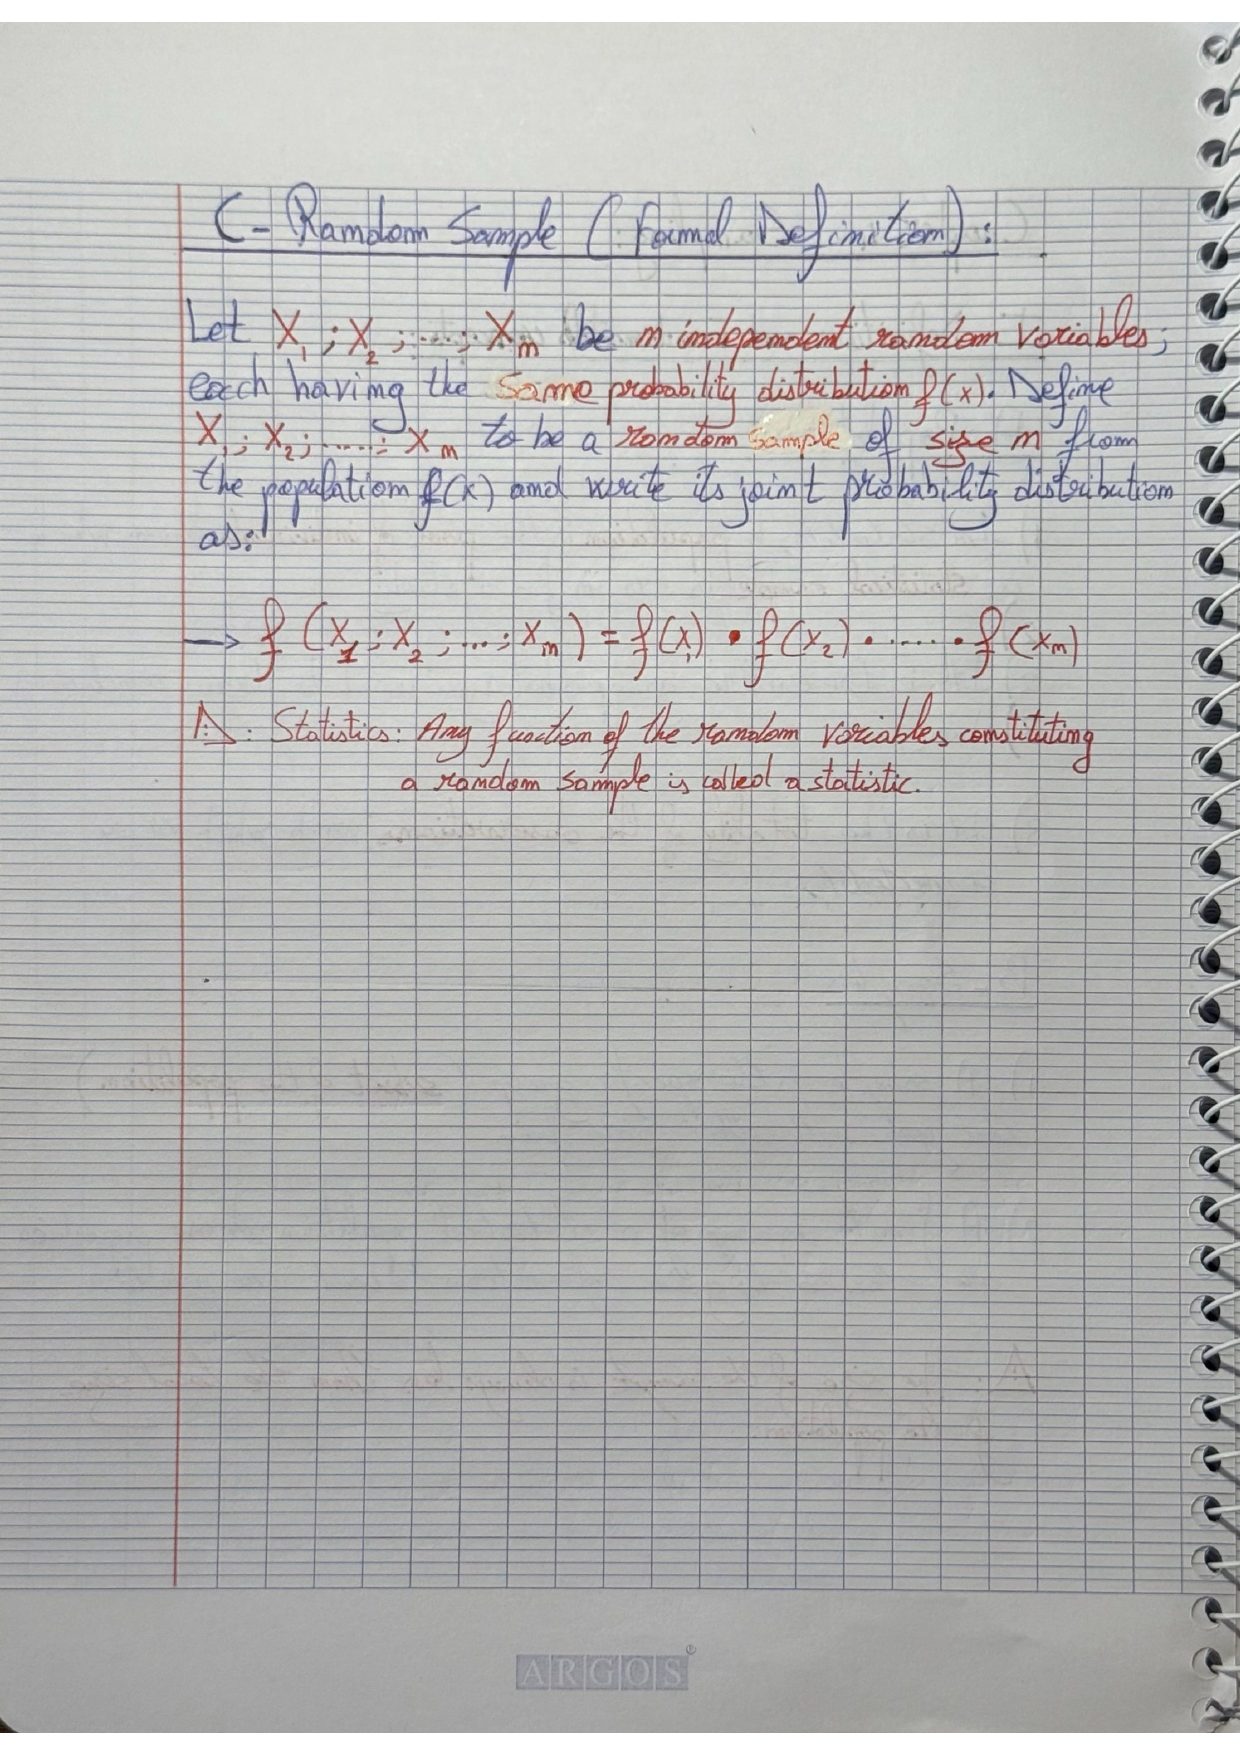 C- Random Sample (Formal Definition):
Let X₁; X₂; ....; Xₙ be n independent random variables;
each having the same probability distribution f(x). Define
X₁; X₂; .....; Xₙ to be a random sample of size n from
the population f(x) and write its joint probability distribution
as:
→ f(X₁; X₂; ...; Xₙ) = f(X₁) • f(X₂) • ...... • f(Xₙ)
⚠: Statistics: Any function of the random variables constituting
a random sample is called a statistic.
ARGOS®